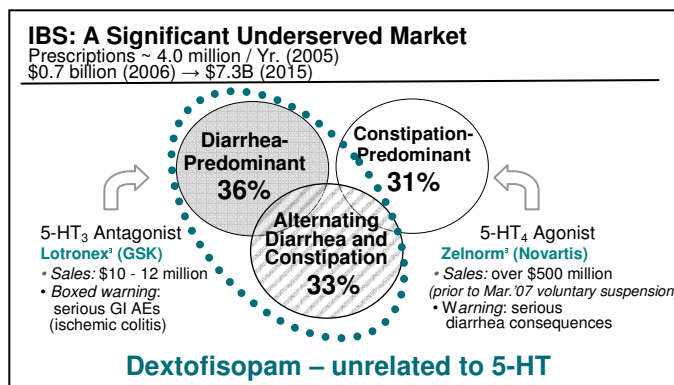 IBS: A Significant Underserved Market
Prescriptions ~ 4.0 million / Yr. (2005)
$0.7 billion (2006) → $7.3B (2015)
Diarrhea-
Predominant
36%
Constipation-
Predominant
31%
Alternating
Diarrhea and
Constipation
33%
5-HT₃ Antagonist
Lotronex³ (GSK)
• Sales: $10 - 12 million
• Boxed warning:
serious GI AEs
(ischemic colitis)
5-HT₄ Agonist
Zelnorm³ (Novartis)
• Sales: over $500 million
(prior to Mar.'07 voluntary suspension
• Warning: serious
diarrhea consequences
Dextofisopam – unrelated to 5-HT